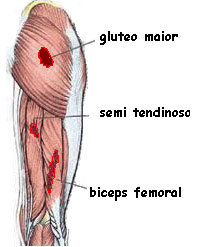 gluteo maior
semi tendinoso
biceps femoral